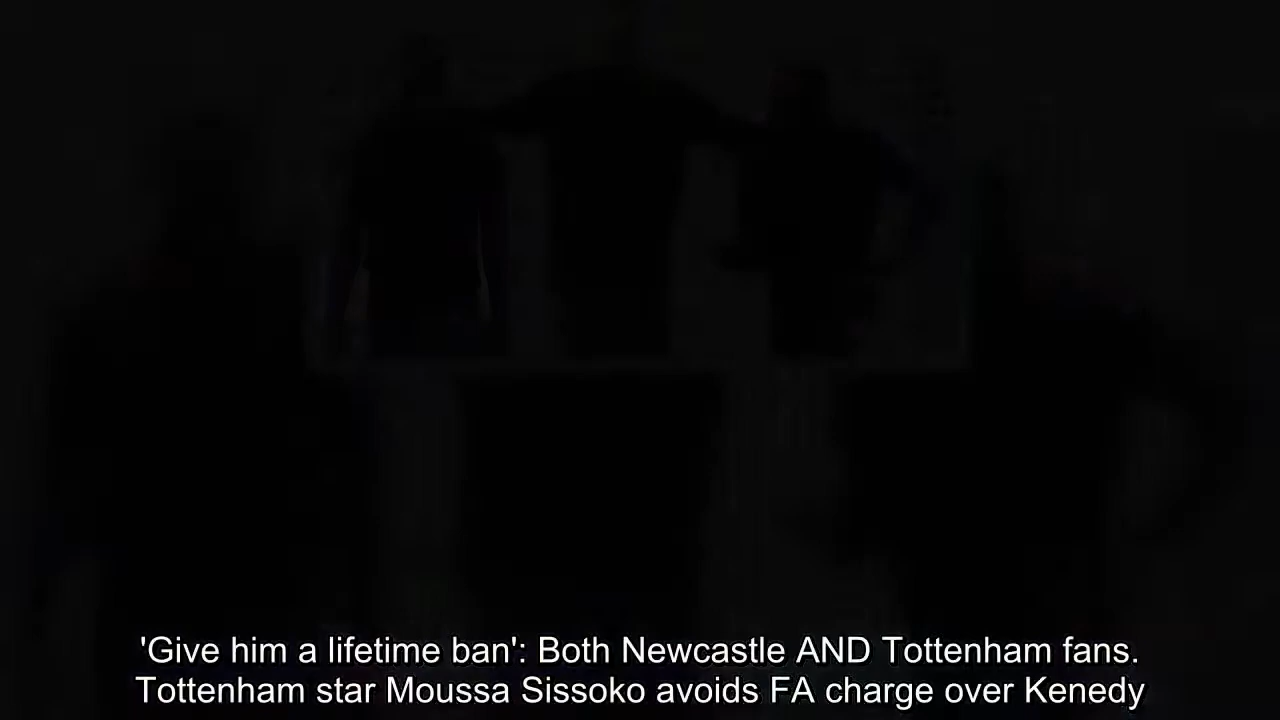 'Give him a lifetime ban': Both Newcastle AND Tottenham fans.
Tottenham star Moussa Sissoko avoids FA charge over Kenedy